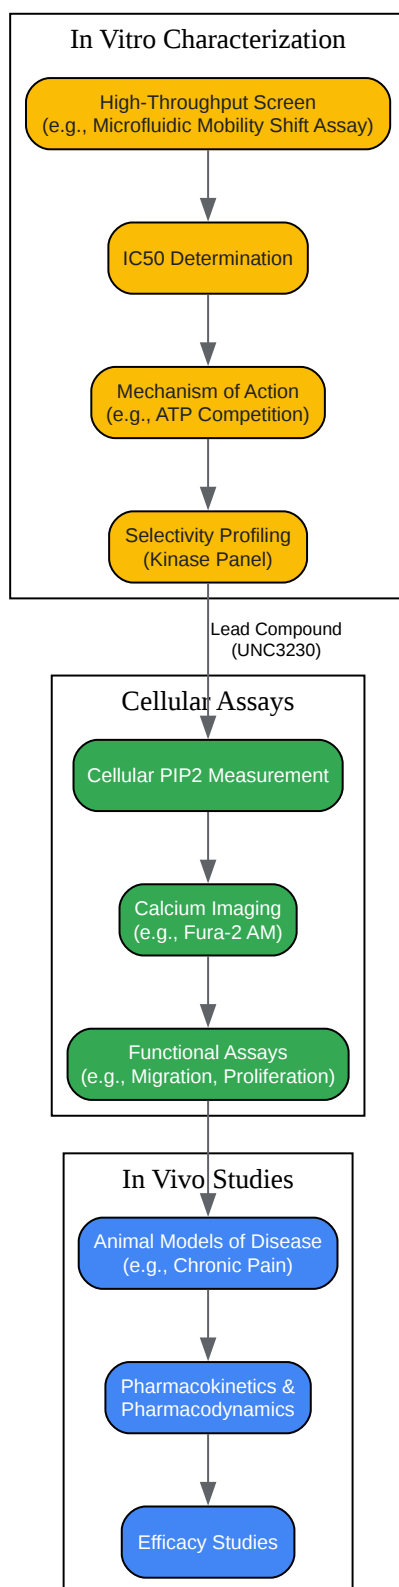 In Vitro Characterization
High-Throughput Screen
(e.g., Microfluidic Mobility Shift Assay)
IC50 Determination
Mechanism of Action
(e.g., ATP Competition)
Selectivity Profiling
(Kinase Panel)
Lead Compound
(UNC3230)
Cellular Assays
Cellular PIP2 Measurement
Calcium Imaging
(e.g., Fura-2 AM)
Functional Assays
(e.g., Migration, Proliferation)
In Vivo Studies
Animal Models of Disease
(e.g., Chronic Pain)
Pharmacokinetics &
Pharmacodynamics
Efficacy Studies